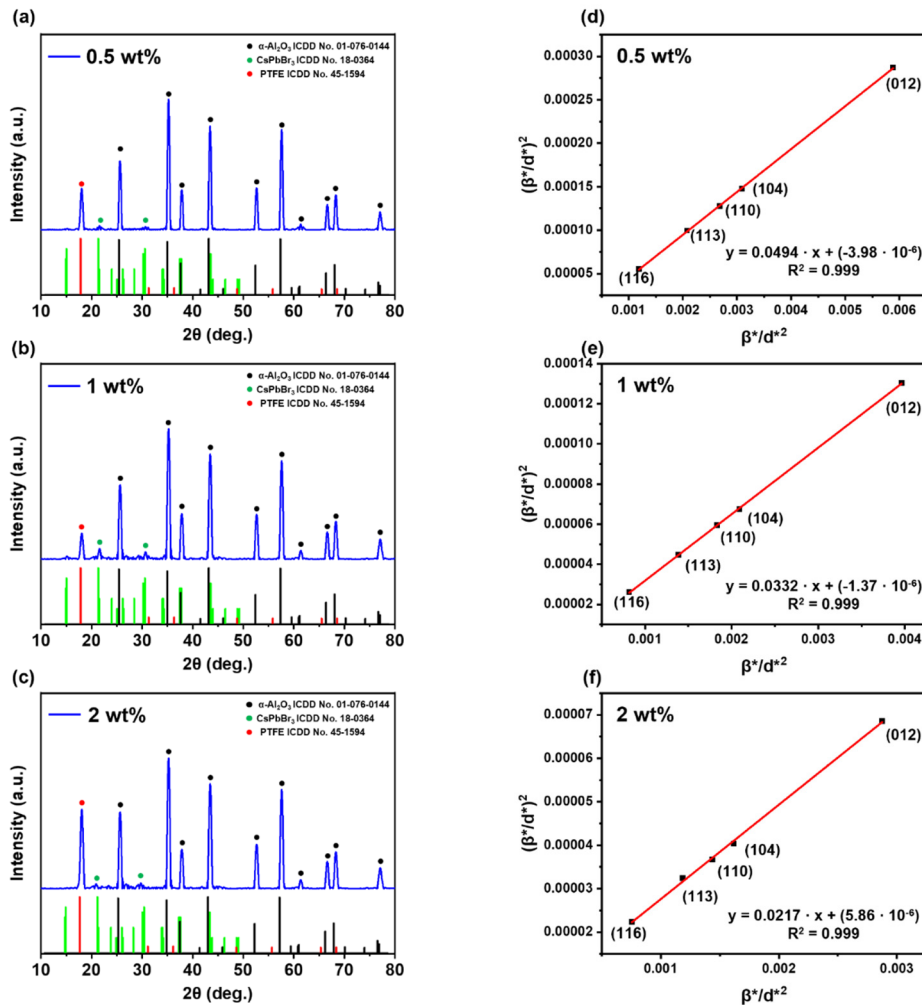 (a)
0.5 wt%
α-Al₂O₃ ICDD No. 01-076-0144
CsPbBr₃ ICDD No. 18-0364
PTFE ICDD No. 45-1594
Intensity (a.u.)
10 20 30 40 50 60 70 80
2θ (deg.)
(d)
0.5 wt%
0.00030
0.00025
0.00020
0.00015
0.00010
0.00005
(β*/d*)²
(012)
(104)
(110)
(113)
(116)
y = 0.0494 · x + (-3.98 · 10⁻⁶)
R² = 0.999
0.001 0.002 0.003 0.004 0.005 0.006
β*/d*²
(b)
1 wt%
α-Al₂O₃ ICDD No. 01-076-0144
CsPbBr₃ ICDD No. 18-0364
PTFE ICDD No. 45-1594
Intensity (a.u.)
10 20 30 40 50 60 70 80
2θ (deg.)
(e)
1 wt%
0.00014
0.00012
0.00010
0.00008
0.00006
0.00004
0.00002
(β*/d*)²
(012)
(104)
(110)
(113)
(116)
y = 0.0332 · x + (-1.37 · 10⁻⁶)
R² = 0.999
0.001 0.002 0.003 0.004
β*/d*²
(c)
2 wt%
α-Al₂O₃ ICDD No. 01-076-0144
CsPbBr₃ ICDD No. 18-0364
PTFE ICDD No. 45-1594
Intensity (a.u.)
10 20 30 40 50 60 70 80
2θ (deg.)
(f)
2 wt%
0.00007
0.00006
0.00005
0.00004
0.00003
0.00002
(β*/d*)²
(012)
(104)
(110)
(113)
(116)
y = 0.0217 · x + (5.86 · 10⁻⁶)
R² = 0.999
0.001 0.002 0.003
β*/d*²